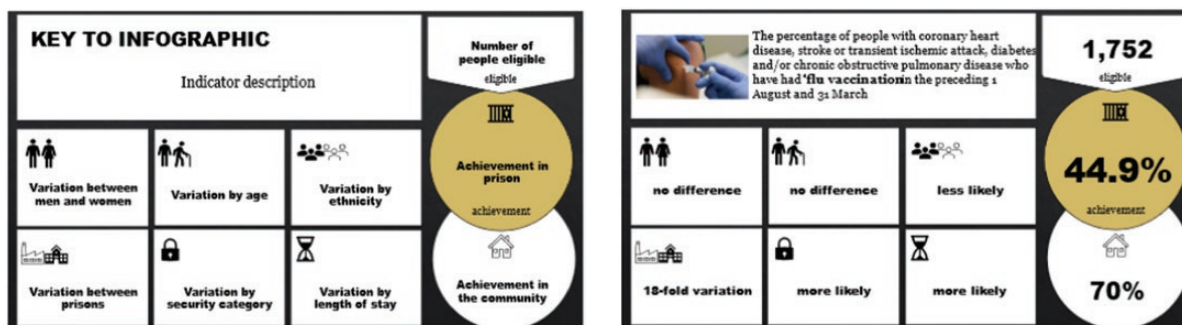 KEY TO INFOGRAPHIC
Indicator description
Number of
people eligible
eligible
Achievement in
prison
achievement
Achievement in
the community
Variation between
men and women
Variation by age
Variation by
ethnicity
Variation between
prisons
Variation by
security category
Variation by
length of stay
The percentage of people with coronary heart
disease, stroke or transient ischemic attack, diabetes
and/or chronic obstructive pulmonary disease who
have had 'flu vaccination in the preceding 1
August and 31 March
1,752
eligible
44.9%
achievement
70%
no difference
no difference
less likely
18-fold variation
more likely
more likely